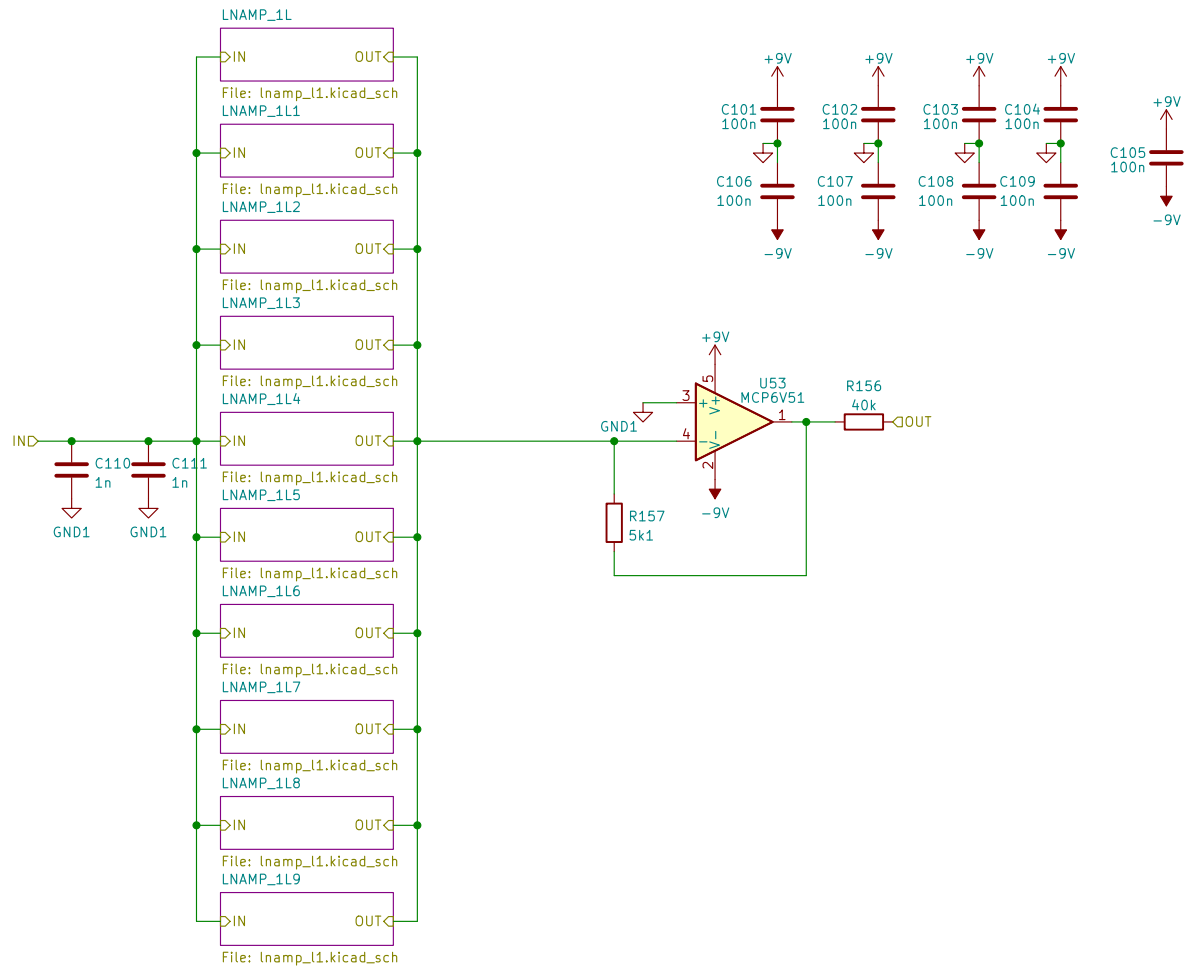 LNAMP_1L
IN
OUT
File: lnamp_l1.kicad_sch
LNAMP_1L1
IN
OUT
File: lnamp_l1.kicad_sch
LNAMP_1L2
IN
OUT
File: lnamp_l1.kicad_sch
LNAMP_1L3
IN
OUT
File: lnamp_l1.kicad_sch
LNAMP_1L4
IN
OUT
File: lnamp_l1.kicad_sch
LNAMP_1L5
IN
OUT
File: lnamp_l1.kicad_sch
LNAMP_1L6
IN
OUT
File: lnamp_l1.kicad_sch
LNAMP_1L7
IN
OUT
File: lnamp_l1.kicad_sch
LNAMP_1L8
IN
OUT
File: lnamp_l1.kicad_sch
LNAMP_1L9
IN
OUT
File: lnamp_l1.kicad_sch
IN
C110
1n
GND1
C111
1n
GND1
+9V
C101
100n
C106
100n
-9V
+9V
C102
100n
C107
100n
-9V
+9V
C103
100n
C108
100n
-9V
+9V
C104
100n
C109
100n
-9V
+9V
C105
100n
-9V
+9V
5
U53
MCP6V51
3
+
V+
GND1
4
-
V-
1
2
-9V
R156
40k
OUT
R157
5k1